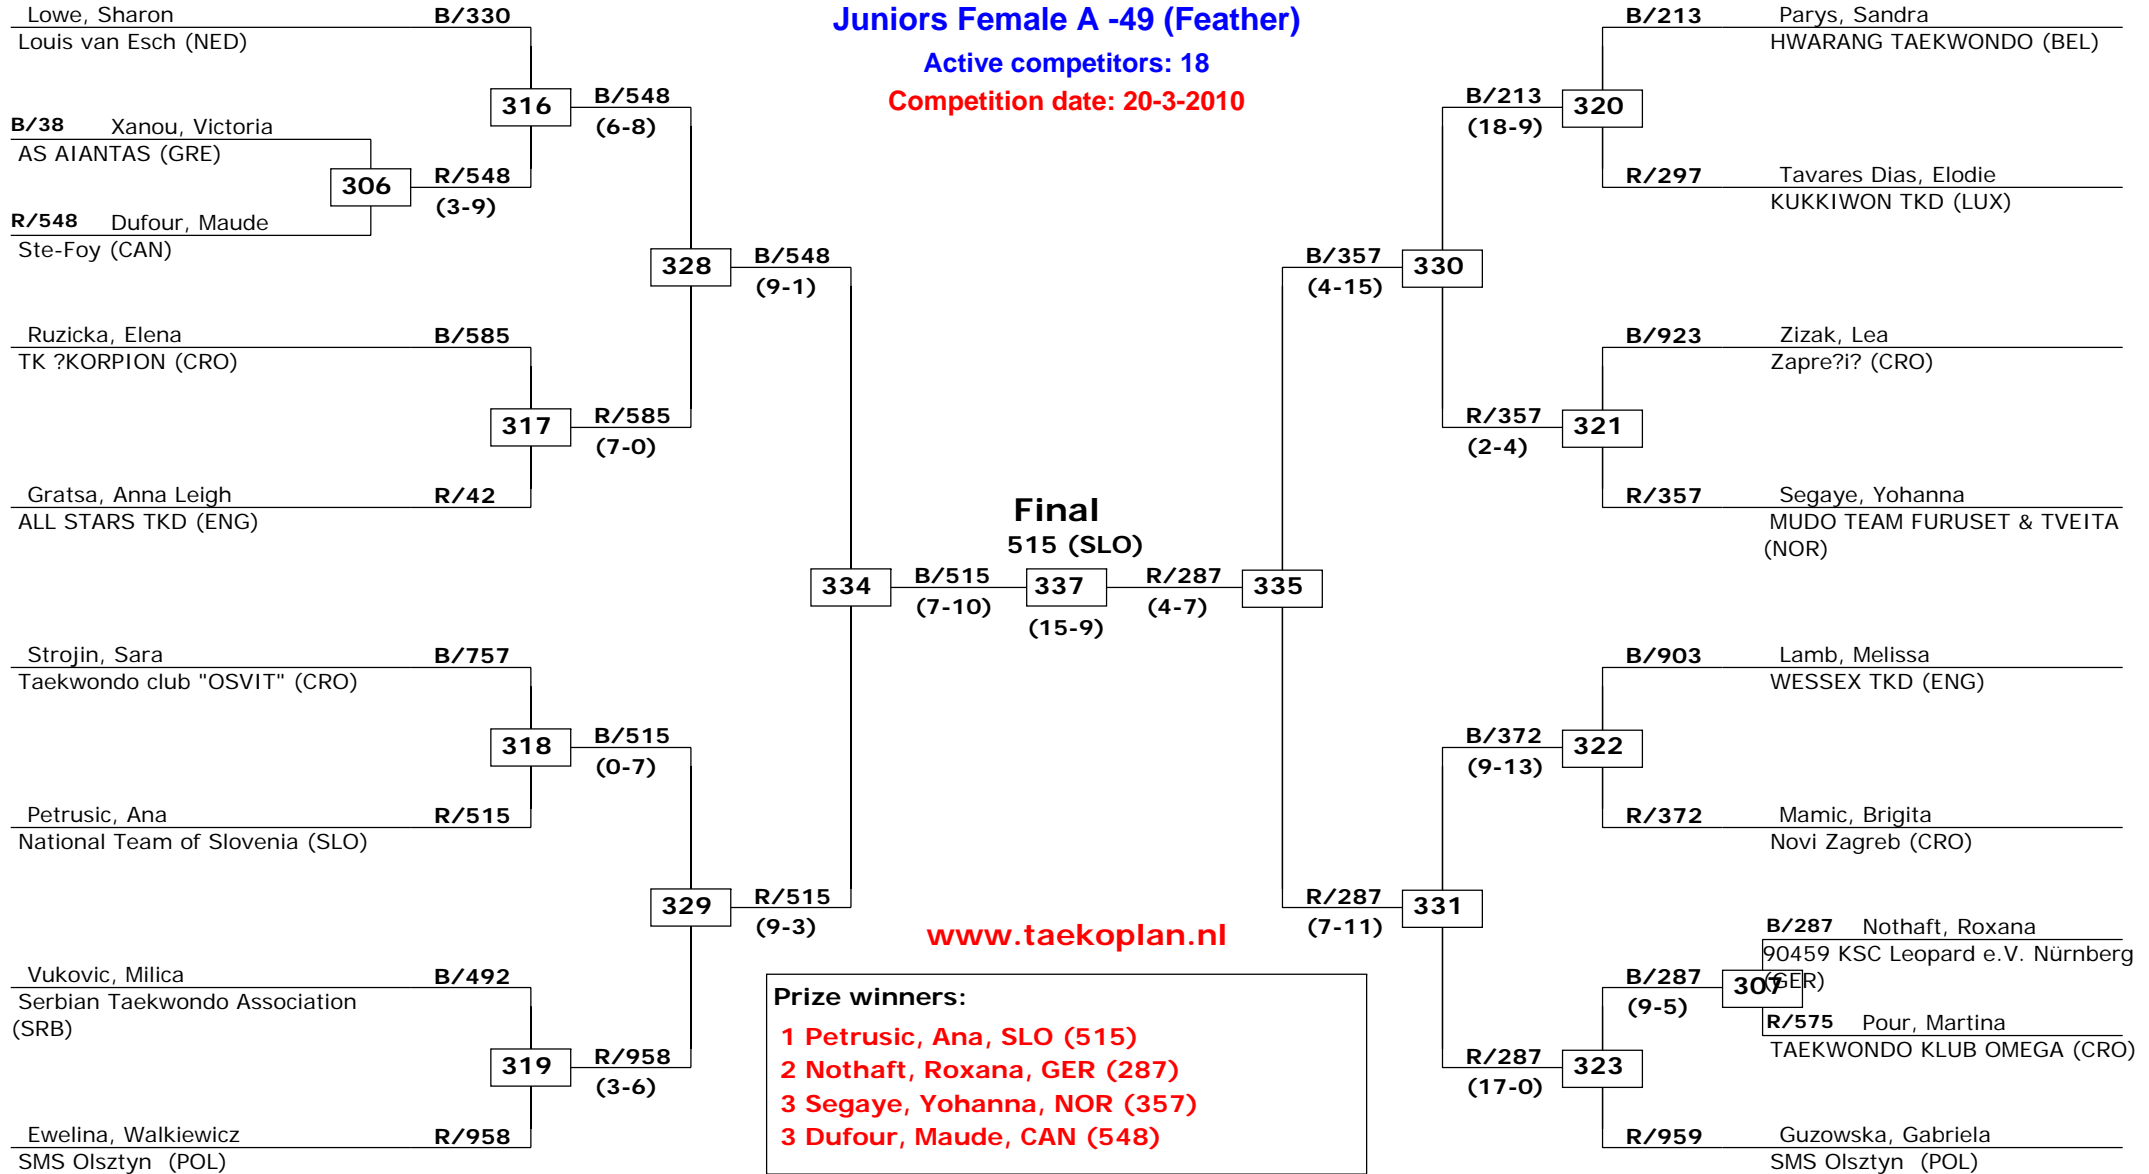 Juniors Female A -49 (Feather)
Active competitors: 18
Competition date: 20-3-2010
Lowe, Sharon B/330
Louis van Esch (NED)
316
B/548
(6-8)
B/38 Xanou, Victoria
AS AIANTAS (GRE)
306
R/548
(3-9)
R/548 Dufour, Maude
Ste-Foy (CAN)
328
B/548
(9-1)
Ruzicka, Elena B/585
TK ?KORPION (CRO)
317
R/585
(7-0)
Gratsa, Anna Leigh R/42
ALL STARS TKD (ENG)
334
B/515
(7-10)
Strojin, Sara B/757
Taekwondo club "OSVIT" (CRO)
318
B/515
(0-7)
Petrusic, Ana R/515
National Team of Slovenia (SLO)
329
R/515
(9-3)
Vukovic, Milica B/492
Serbian Taekwondo Association
(SRB)
319
R/958
(3-6)
Ewelina, Walkiewicz R/958
SMS Olsztyn (POL)
Final
515 (SLO)
337
(15-9)
R/287
(4-7)
335
B/213 Parys, Sandra
HWARANG TAEKWONDO (BEL)
B/213
(18-9)
320
R/297 Tavares Dias, Elodie
KUKKIWON TKD (LUX)
B/357
(4-15)
330
B/923 Zizak, Lea
Zapre?i? (CRO)
R/357
(2-4)
321
R/357 Segaye, Yohanna
MUDO TEAM FURUSET & TVEITA
(NOR)
B/903 Lamb, Melissa
WESSEX TKD (ENG)
B/372
(9-13)
322
R/372 Mamic, Brigita
Novi Zagreb (CRO)
R/287
(7-11)
331
B/287 Nothaft, Roxana
90459 KSC Leopard e.V. Nürnberg
(GER)
B/287
(9-5)
307
R/575 Pour, Martina
TAEKWONDO KLUB OMEGA (CRO)
R/287
(17-0)
323
R/959 Guzowska, Gabriela
SMS Olsztyn (POL)
www.taekoplan.nl
Prize winners:
1 Petrusic, Ana, SLO (515)
2 Nothaft, Roxana, GER (287)
3 Segaye, Yohanna, NOR (357)
3 Dufour, Maude, CAN (548)